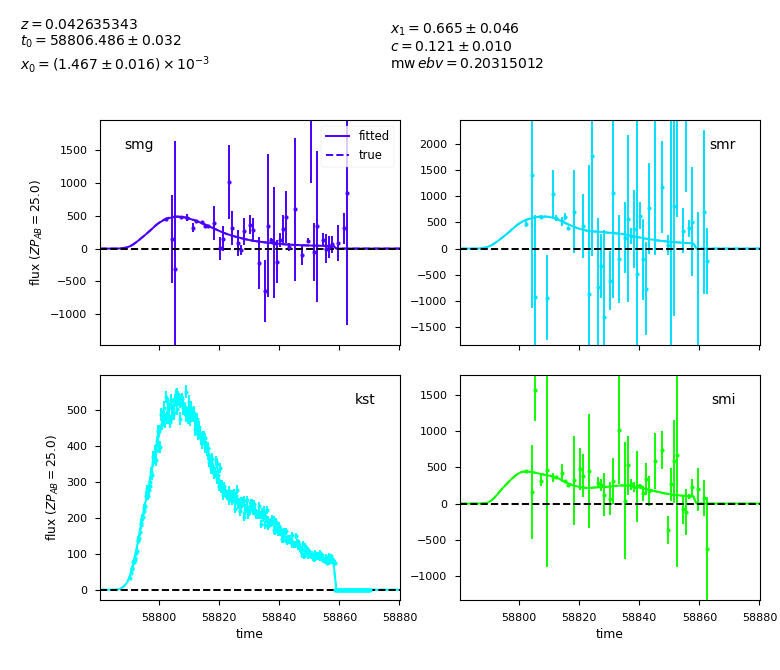 z = 0.042635343
t₀ = 58806.486 ± 0.032
x₀ = (1.467 ± 0.016) × 10⁻³
x₁ = 0.665 ± 0.046
c = 0.121 ± 0.010
mw ebv = 0.20315012
smg
fitted
true
1500
1000
500
0
−500
−1000
flux (ZP_AB = 25.0)
smr
2000
1500
1000
500
0
−500
−1000
−1500
kst
500
400
300
200
100
0
flux (ZP_AB = 25.0)
58800 58820 58840 58860 58880
time
smi
1500
1000
500
0
−500
−1000
58800 58820 58840 58860 58880
time